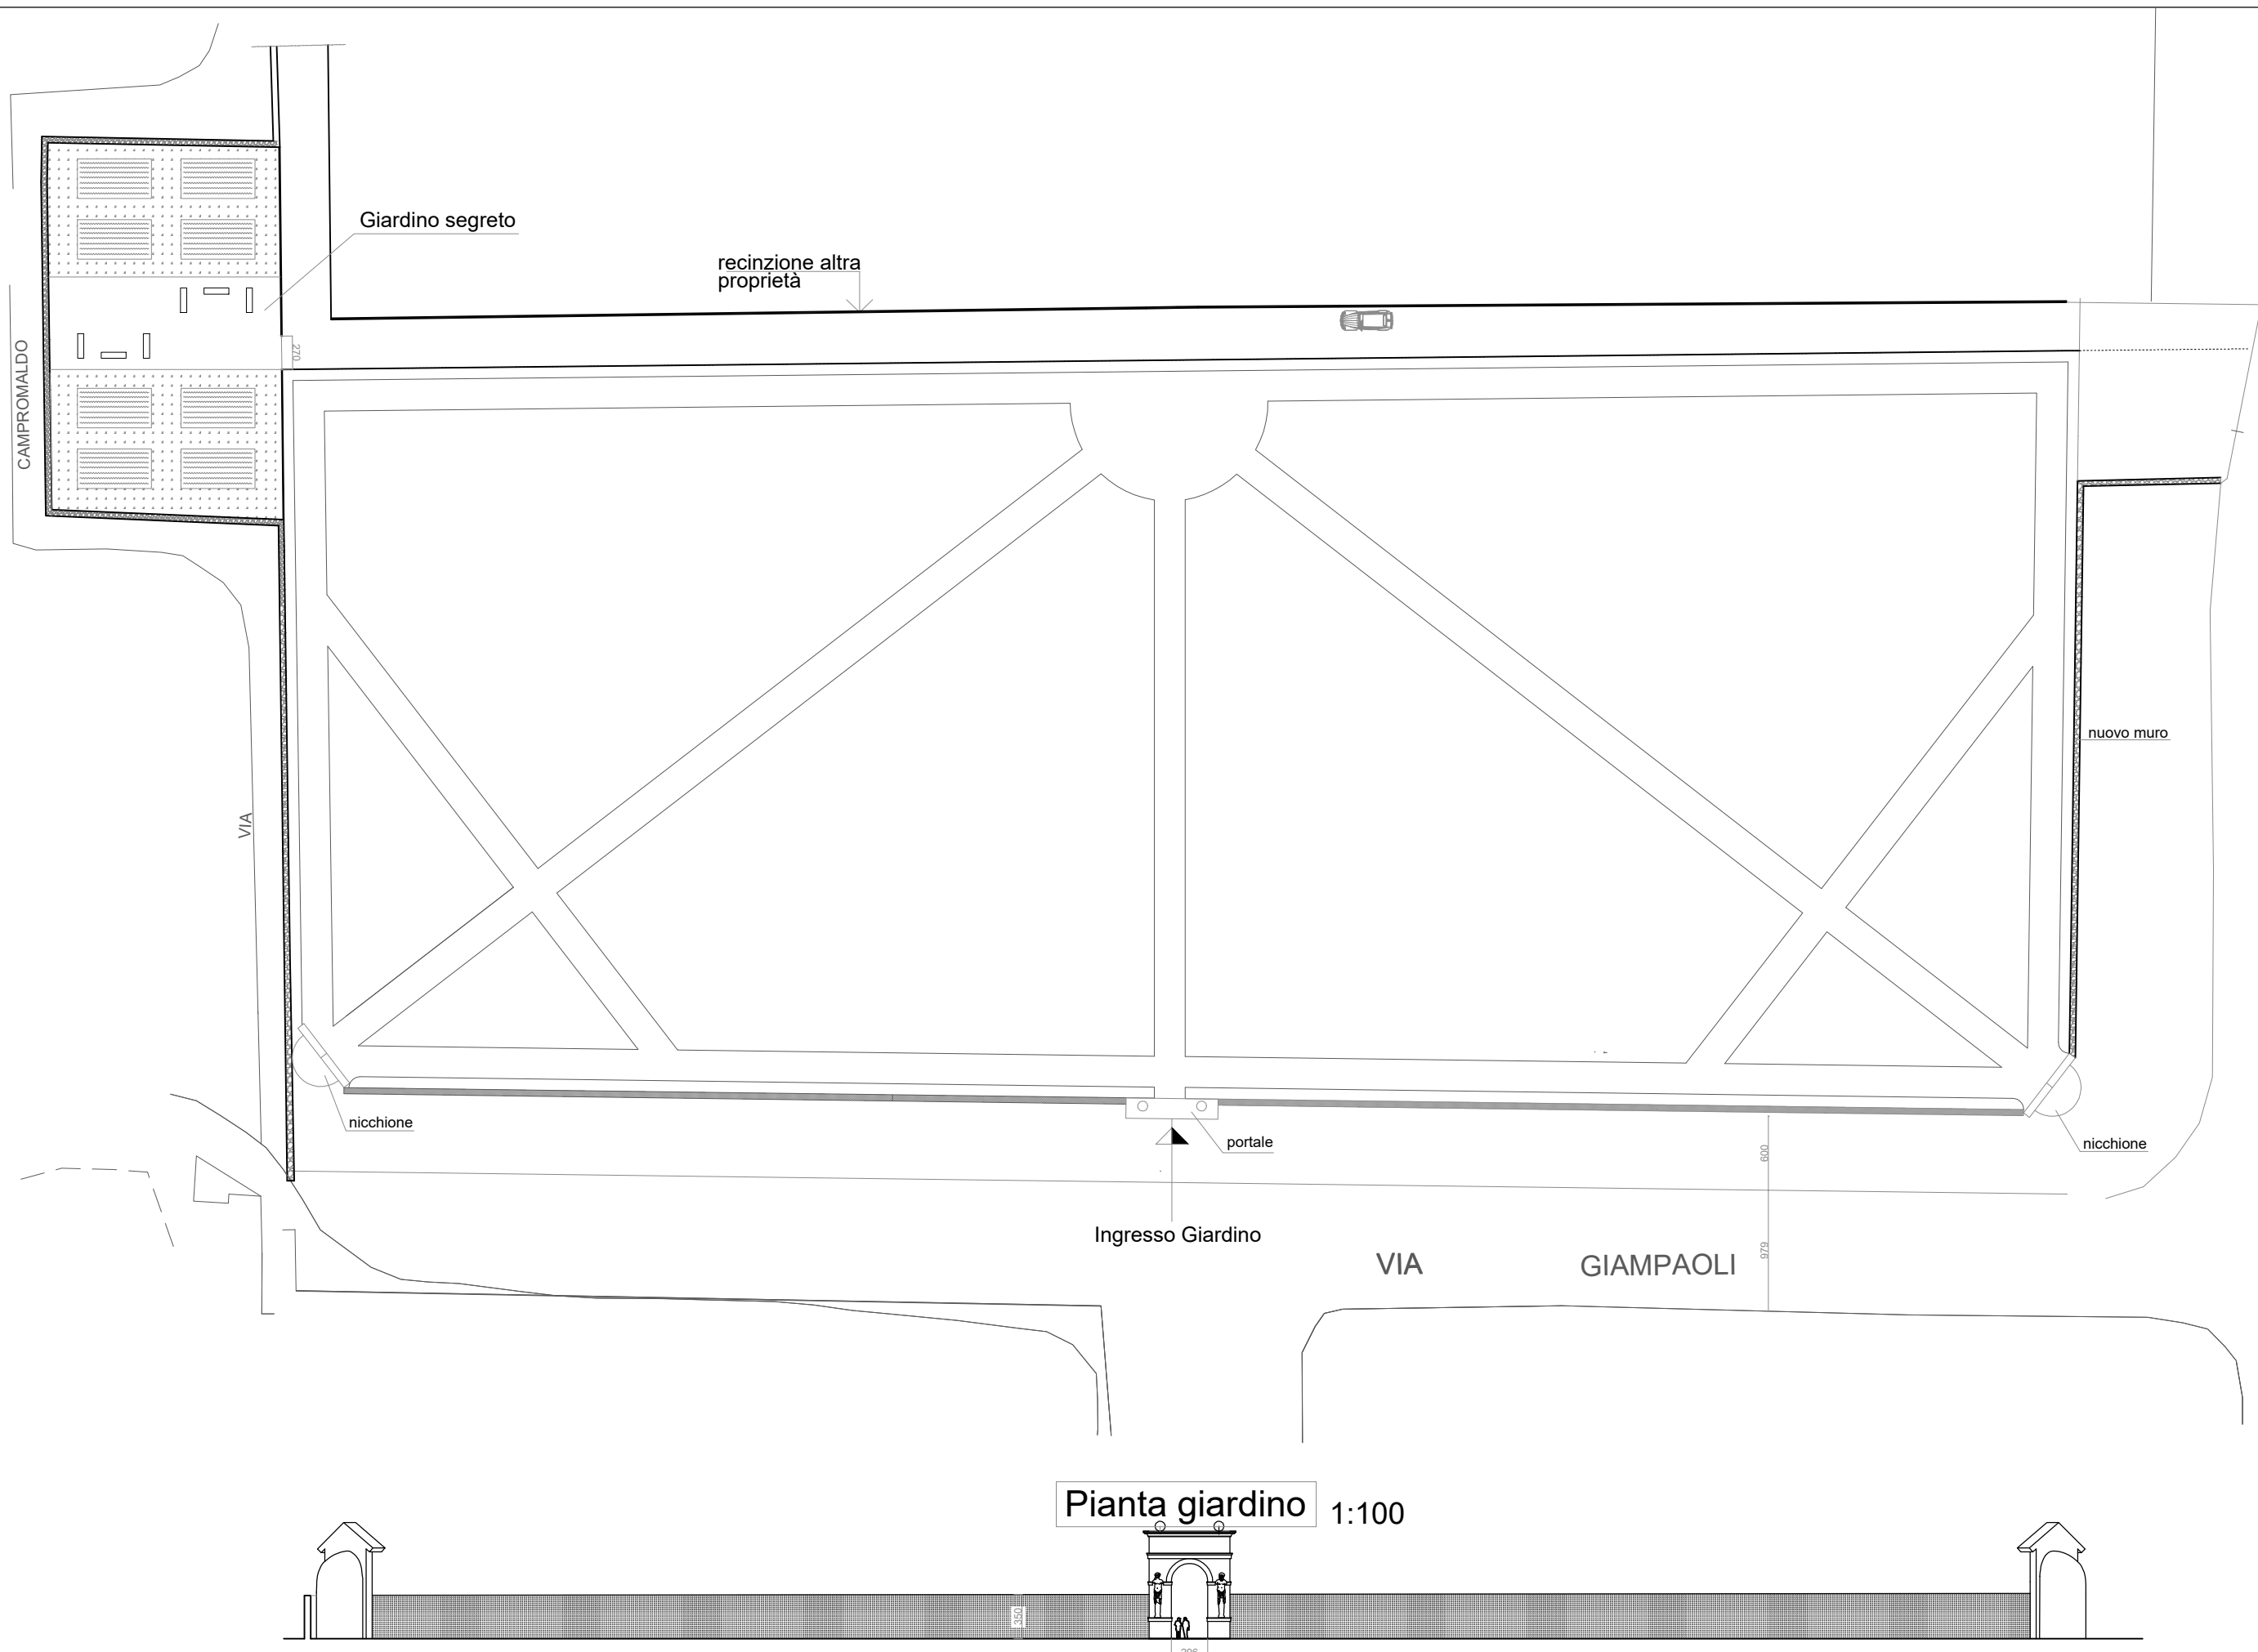 Giardino segreto
recinzione altra
proprietà
270
CAMPROMALDO
nuovo muro
VIA
nicchione
portale
nicchione
600
Ingresso Giardino
979
VIA GIAMPAOLI
Pianta giardino 1:100
350